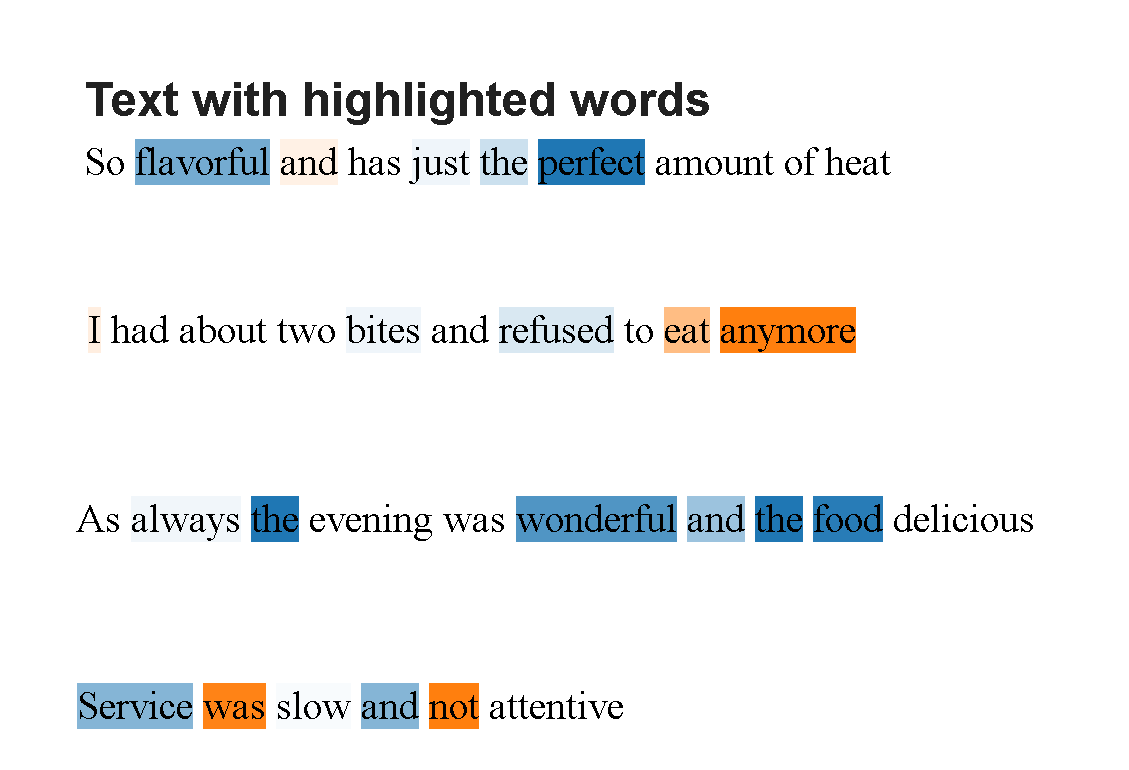 Text with highlighted words
So flavorful and has just the perfect amount of heat
I had about two bites and refused to eat anymore
As always the evening was wonderful and the food delicious
Service was slow and not attentive